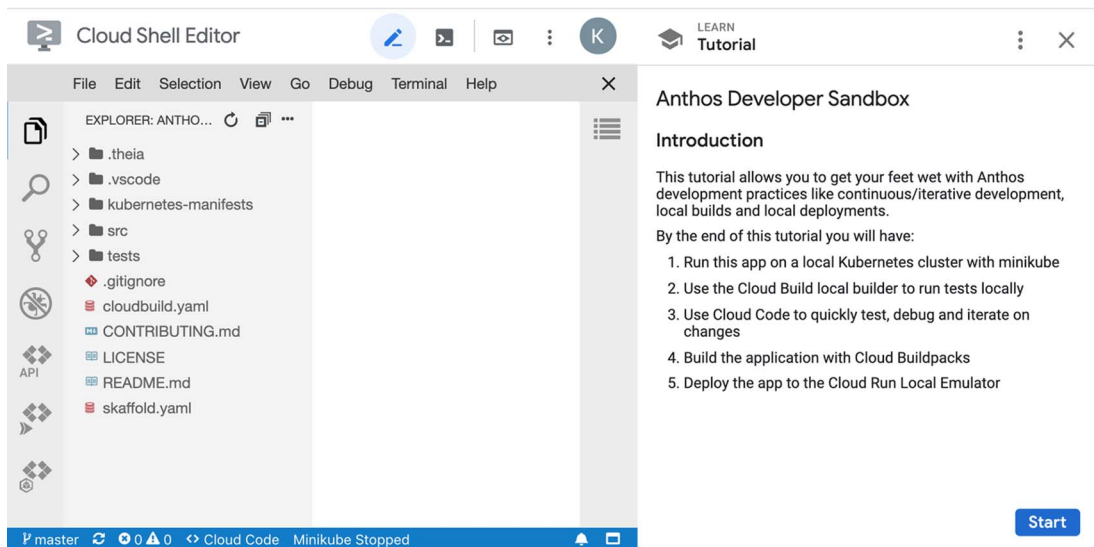 Cloud Shell Editor
K
LEARN
Tutorial
File Edit Selection View Go Debug Terminal Help
EXPLORER: ANTHO...
.theia
.vscode
kubernetes-manifests
src
tests
.gitignore
cloudbuild.yaml
CONTRIBUTING.md
LICENSE
README.md
skaffold.yaml
API
master 0 0 <> Cloud Code Minikube Stopped
Anthos Developer Sandbox
Introduction
This tutorial allows you to get your feet wet with Anthos
development practices like continuous/iterative development,
local builds and local deployments.
By the end of this tutorial you will have:
1. Run this app on a local Kubernetes cluster with minikube
2. Use the Cloud Build local builder to run tests locally
3. Use Cloud Code to quickly test, debug and iterate on
changes
4. Build the application with Cloud Buildpacks
5. Deploy the app to the Cloud Run Local Emulator
Start